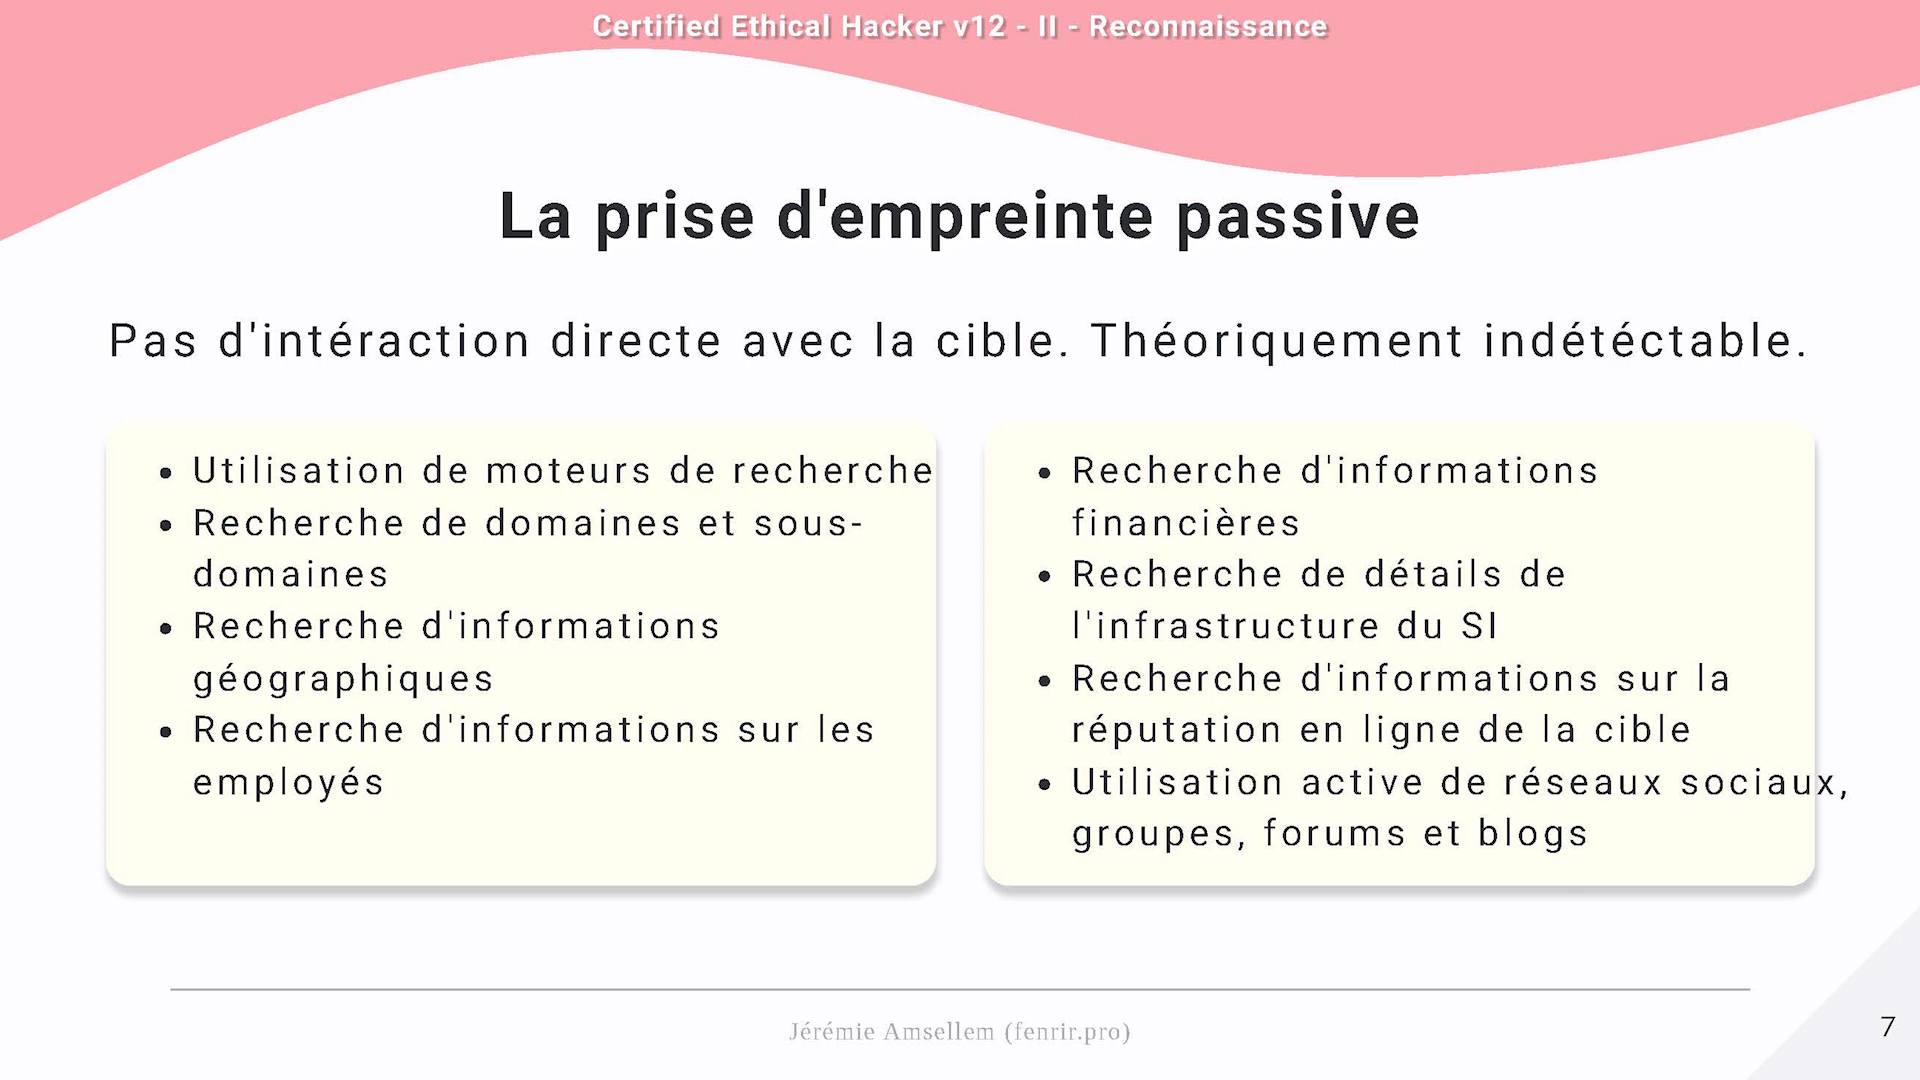 Certified Ethical Hacker v12 - II - Reconnaissance
La prise d'empreinte passive
Pas d'intéraction directe avec la cible. Théoriquement indétéctable.
• Utilisation de moteurs de recherche
• Recherche de domaines et sous-
domaines
• Recherche d'informations
géographiques
• Recherche d'informations sur les
employés
• Recherche d'informations
financières
• Recherche de détails de
l'infrastructure du SI
• Recherche d'informations sur la
réputation en ligne de la cible
• Utilisation active de réseaux sociaux,
groupes, forums et blogs
Jérémie Amsellem (fenrir.pro)
7